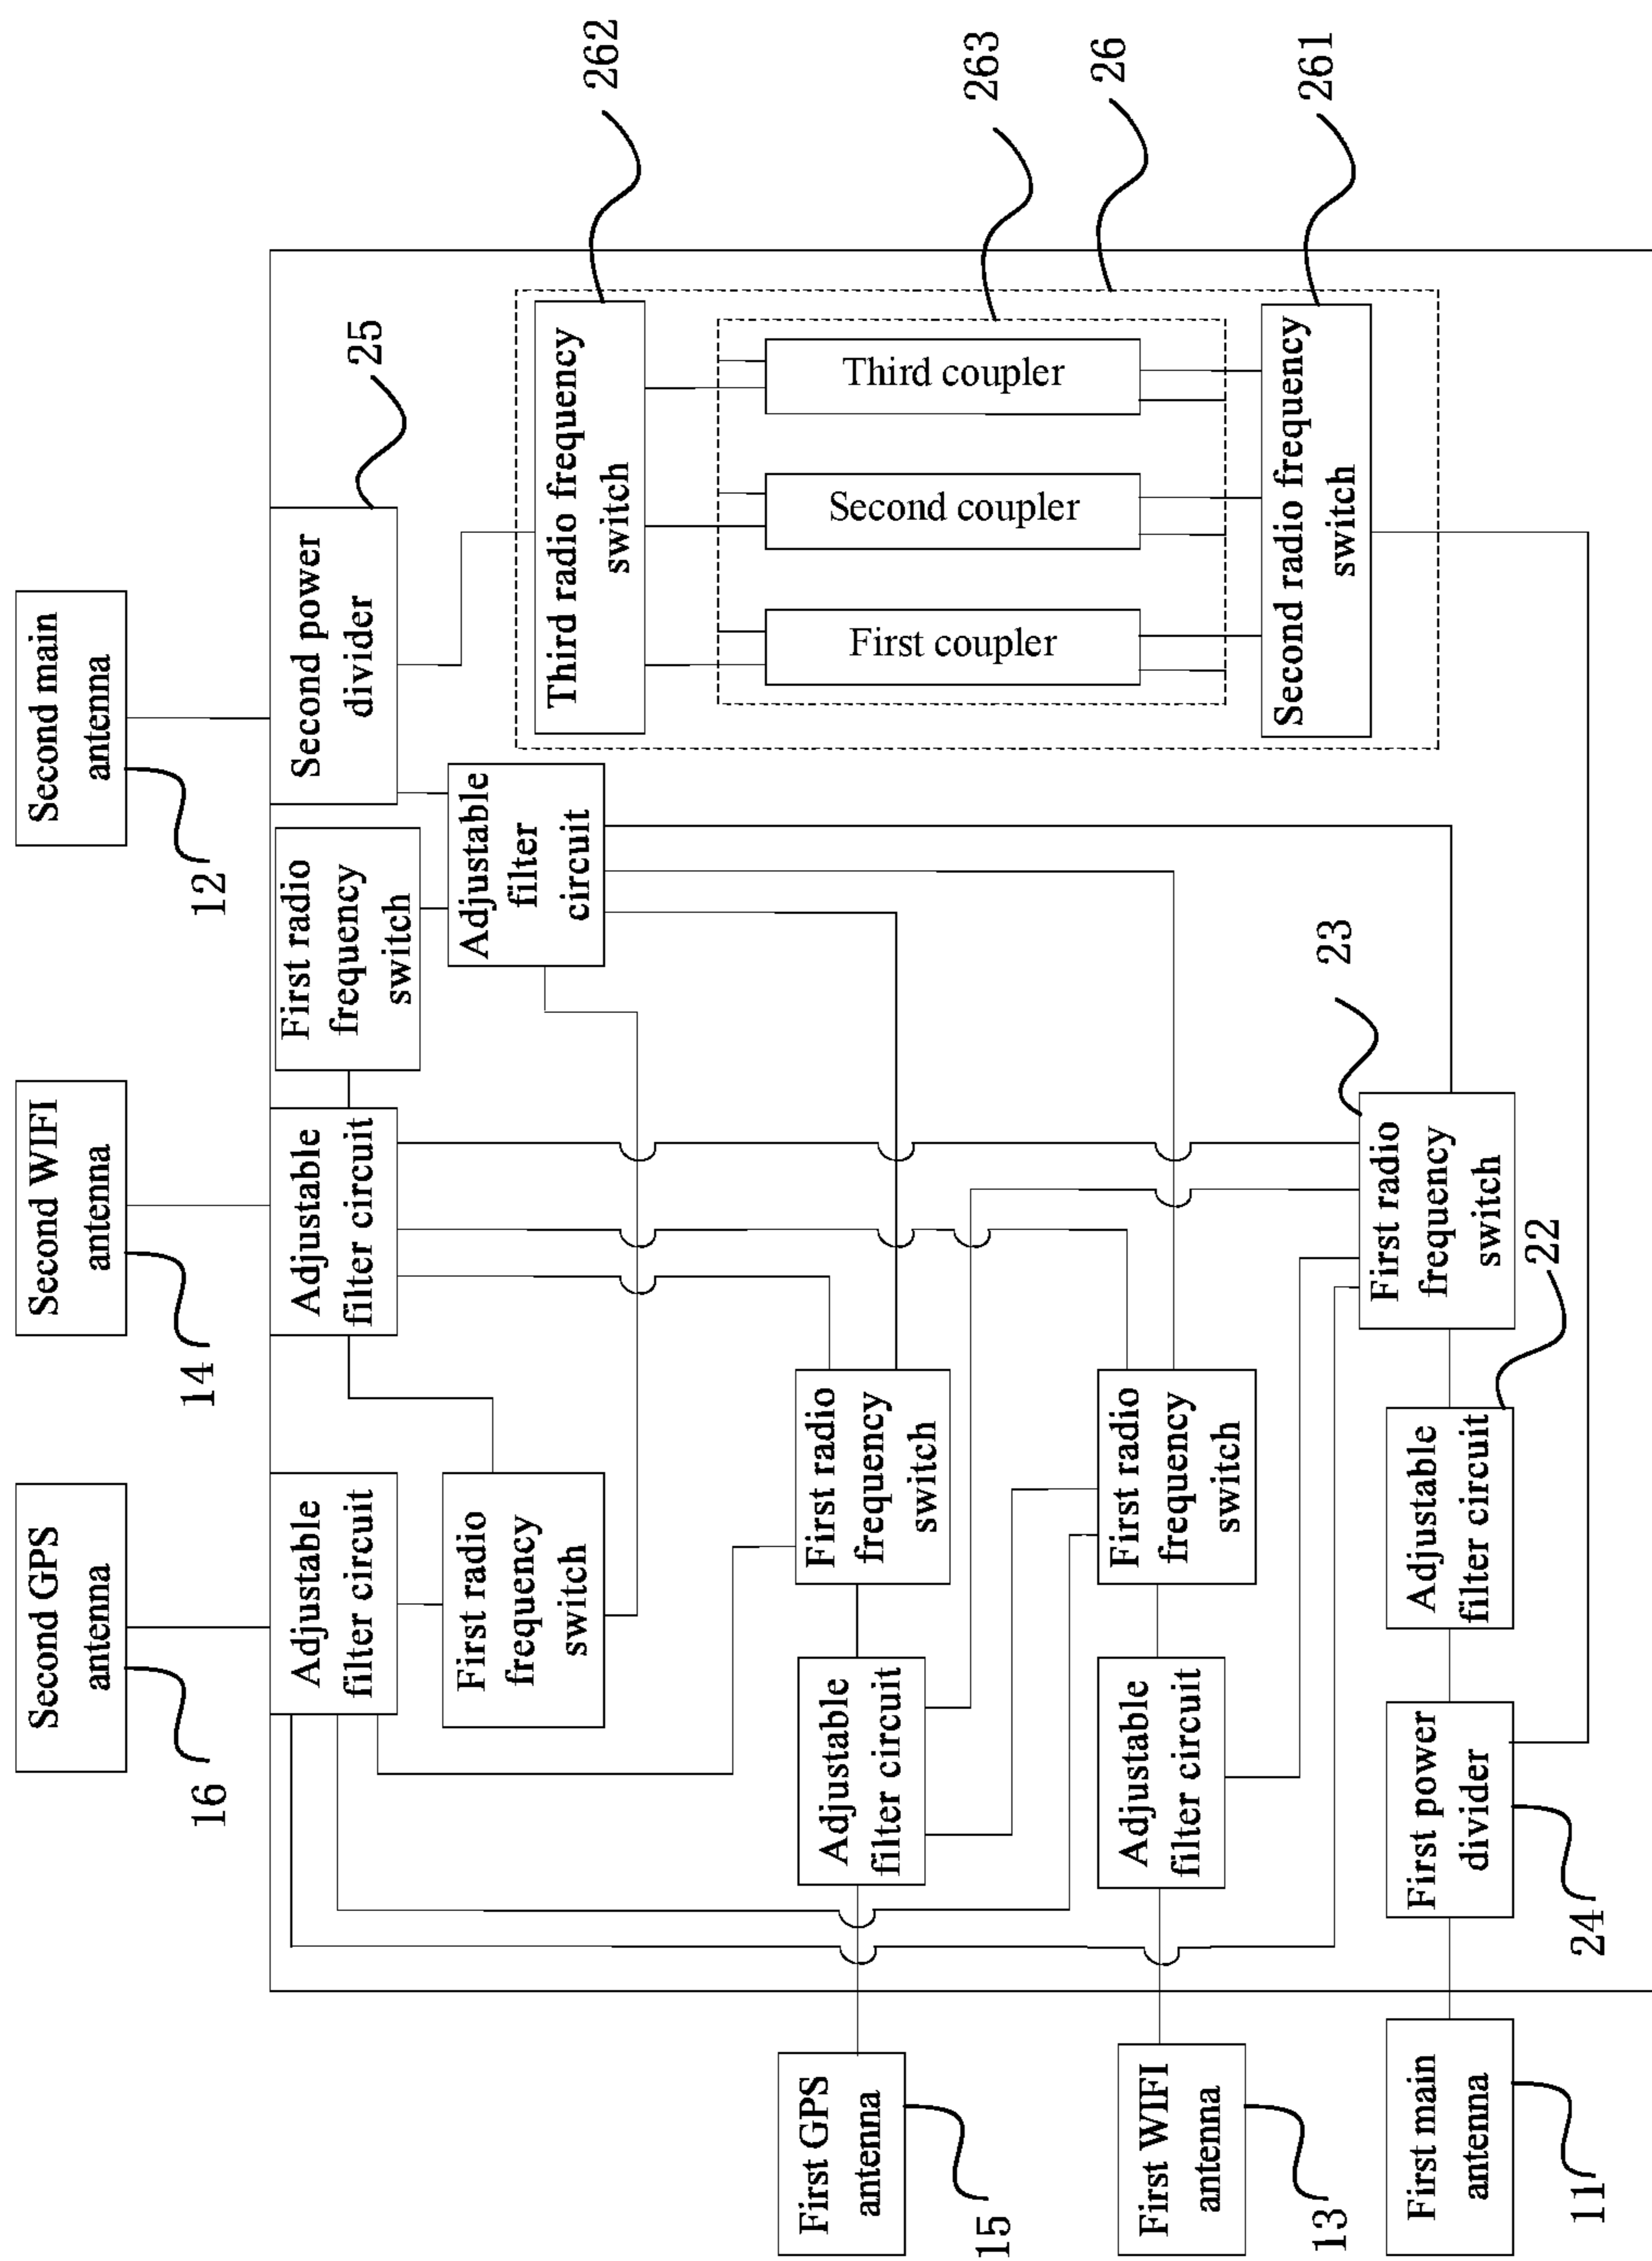 Second GPS
antenna
16
Second WIFI
antenna
14
Second main
antenna
12
Adjustable
filter circuit
Adjustable
filter circuit
First radio
frequency
switch
Second power
divider
25
First radio
frequency
switch
Adjustable
filter
circuit
Third radio frequency
switch
262
First GPS
antenna
15
Adjustable
filter circuit
First radio
frequency
switch
First coupler
Second coupler
Third coupler
263
26
First WIFI
antenna
13
Adjustable
filter circuit
First radio
frequency
switch
Second radio frequency
switch
261
First main
antenna
11
First power
divider
24
Adjustable
filter circuit
22
First radio
frequency
switch
23